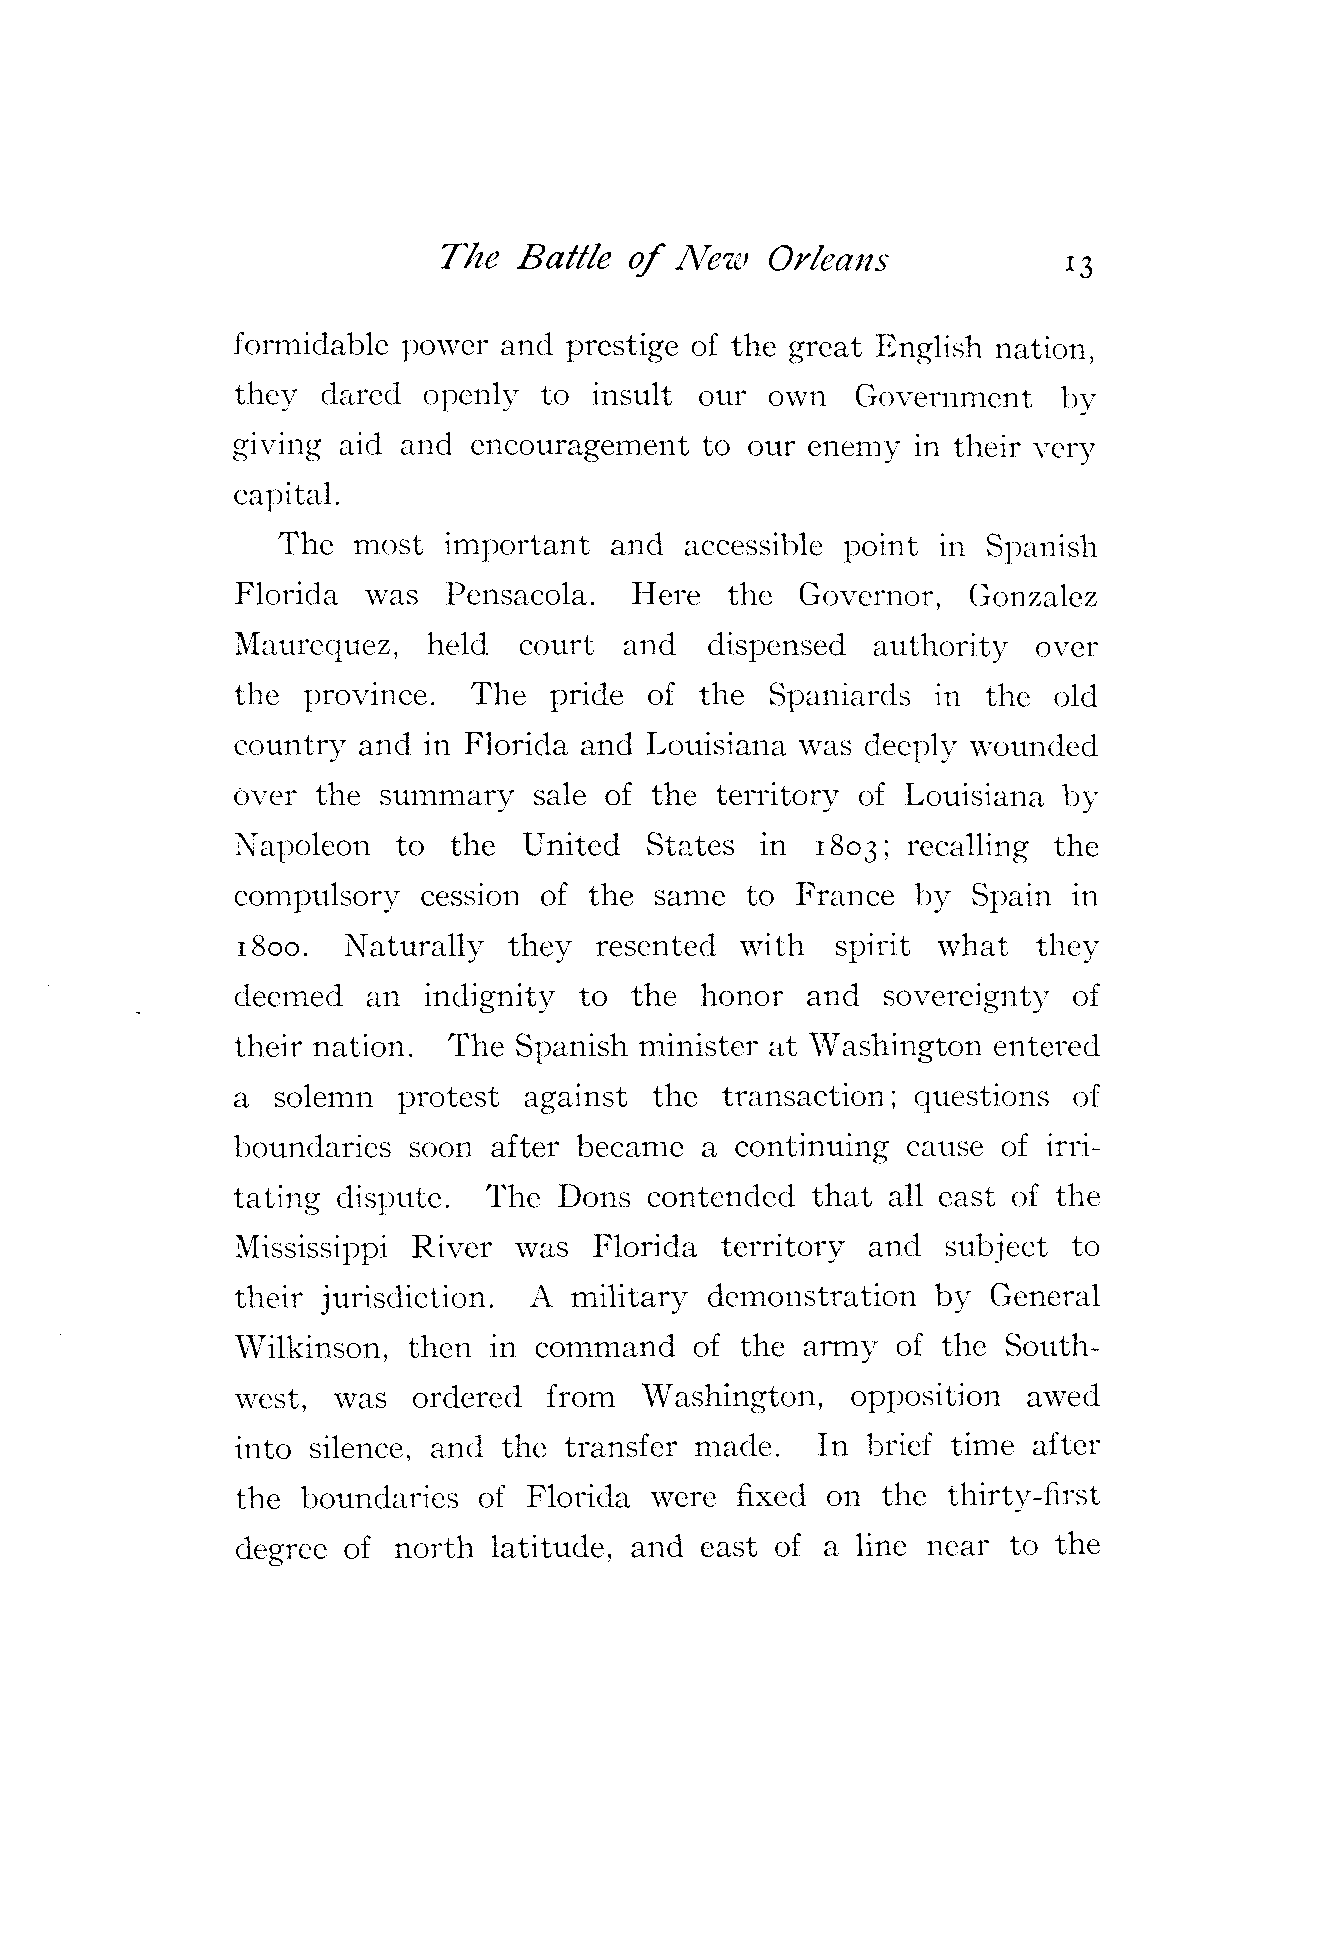 The Battle of New Orleans 13
formidable power and prestige of the great English nation,
they dared openly to insult our own Government by
giving aid and encouragement to our enemy in their very
capital.
The most important and accessible point in Spanish
Florida was Pensacola. Here the Governor, Gonzalez
Maurequez, held court and dispensed authority over
the province. The pride of the Spaniards in the old
country and in Florida and Louisiana was deeply wounded
over the summary sale of the territory of Louisiana by
Napoleon to the United States in 1803; recalling the
compulsory cession of the same to France by Spain in
1800. Naturally they resented with spirit what they
deemed an indignity to the honor and sovereignty of
their nation. The Spanish minister at Washington entered
a solemn protest against the transaction; questions of
boundaries soon after became a continuing cause of irri-
tating dispute. The Dons contended that all east of the
Mississippi River was Florida territory and subject to
their jurisdiction. A military demonstration by General
Wilkinson, then in command of the army of the South-
west, was ordered from Washington, opposition awed
into silence, and the transfer made. In brief time after
the boundaries of Florida were fixed on the thirty-first
degree of north latitude, and east of a line near to the